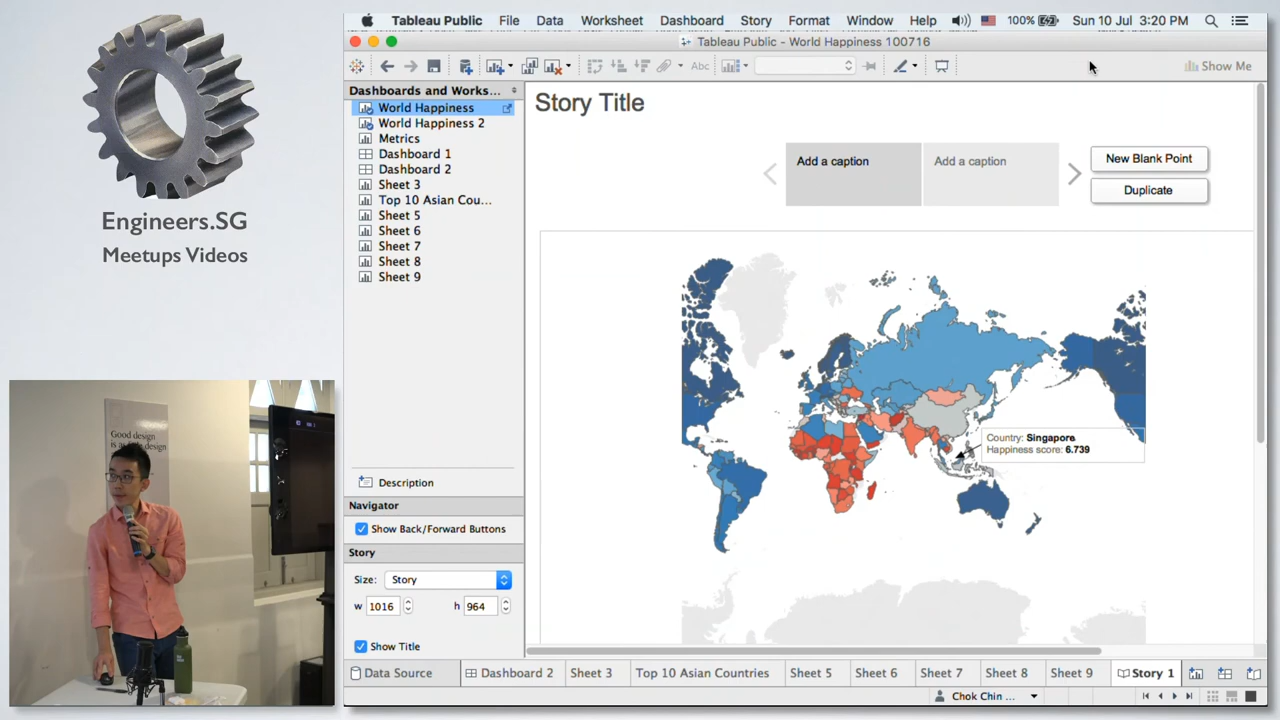 Engineers.SG
Meetups Videos
Good design
is as
design
Tableau Public File Data Worksheet Dashboard Story Format Window Help 100% Sun 10 Jul 3:20 PM
Tableau Public - World Happiness 100716
Abc
Show Me
Dashboards and Works...
World Happiness
World Happiness 2
Metrics
Dashboard 1
Dashboard 2
Sheet 3
Top 10 Asian Cou...
Sheet 5
Sheet 6
Sheet 7
Sheet 8
Sheet 9
Description
Navigator
Show Back/Forward Buttons
Story
Size: Story
w 1016 h 964
Show Title
Story Title
Add a caption
Add a caption
New Blank Point
Duplicate
Country: Singapore
Happiness score: 6.739
Data Source Dashboard 2 Sheet 3 Top 10 Asian Countries Sheet 5 Sheet 6 Sheet 7 Sheet 8 Sheet 9 Story 1
Chok Chin ...